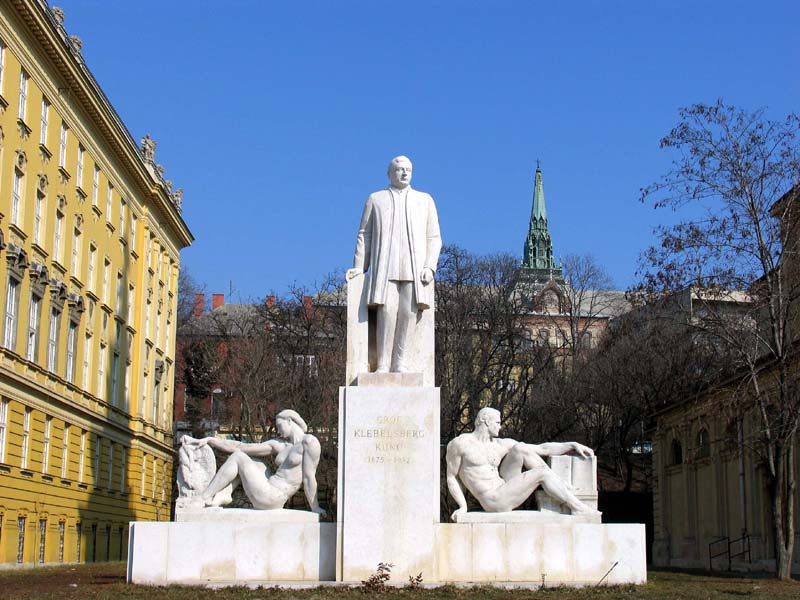 GRÓF
KLEBELSBERG
KUNÓ
1875 - 1932